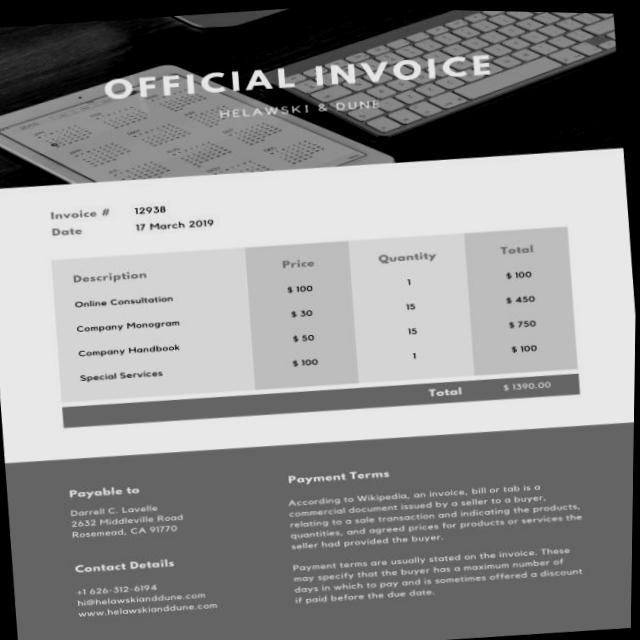 OFFICIAL INVOICE
HELAWSKI & DUNE
Invoice # 12938
Date 17 March 2019
Description Price Quantity Total
Online Consultation $ 100 1 $ 100
Company Monogram $ 30 15 $ 450
Company Handbook $ 50 15 $ 750
Special Services $ 100 1 $ 100
Total $ 1390.00
Payable to
Darrell C. Lavelle
2632 Middleville Road
Rosemead, CA 91770
Contact Details
+1 626-312-6194
hi@helawskianddune.com
www.helawskianddune.com
Payment Terms
According to Wikipedia, an invoice, bill or tab is a
commercial document issued by a seller to a buyer,
relating to a sale transaction and indicating the products,
quantities, and agreed prices for products or services the
seller had provided the buyer.
Payment terms are usually stated on the invoice. These
may specify that the buyer has a maximum number of
days in which to pay and is sometimes offered a discount
if paid before the due date.